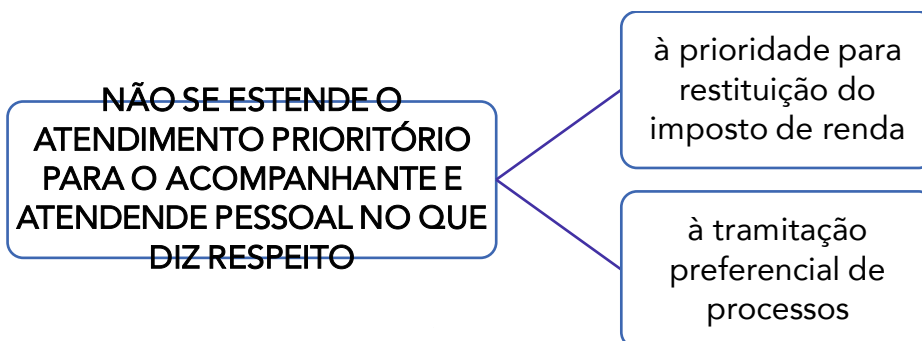 NÃO SE ESTENDE O
ATENDIMENTO PRIORITÓRIO
PARA O ACOMPANHANTE E
ATENDENDE PESSOAL NO QUE
DIZ RESPEITO
à prioridade para
restituição do
imposto de renda
à tramitação
preferencial de
processos